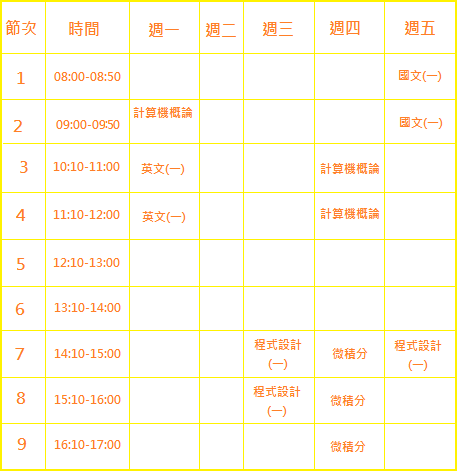 節次 時間 週一 週二 週三 週四 週五
1 08:00-08:50 國文(一)
2 09:00-09:50 計算機概論 國文(一)
3 10:10-11:00 英文(一) 計算機概論
4 11:10-12:00 英文(一) 計算機概論
5 12:10-13:00
6 13:10-14:00
7 14:10-15:00 程式設計(一) 微積分 程式設計(一)
8 15:10-16:00 程式設計(一) 微積分
9 16:10-17:00 微積分